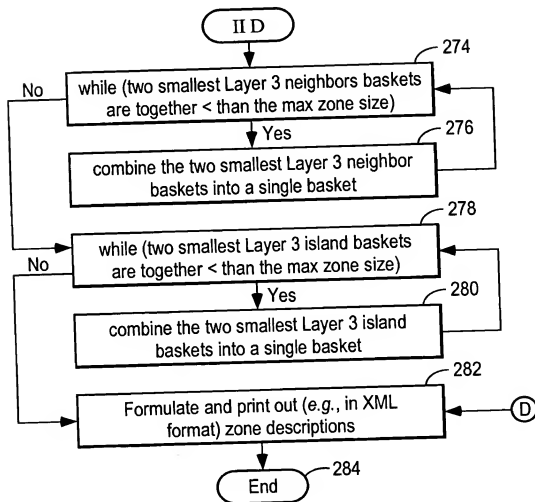 II D
274
No
while (two smallest Layer 3 neighbors baskets
are together < than the max zone size)
Yes
276
combine the two smallest Layer 3 neighbor
baskets into a single basket
278
while (two smallest Layer 3 island baskets
are together < than the max zone size)
No
Yes
280
combine the two smallest Layer 3 island
baskets into a single basket
282
Formulate and print out (e.g., in XML
format) zone descriptions
D
End
284